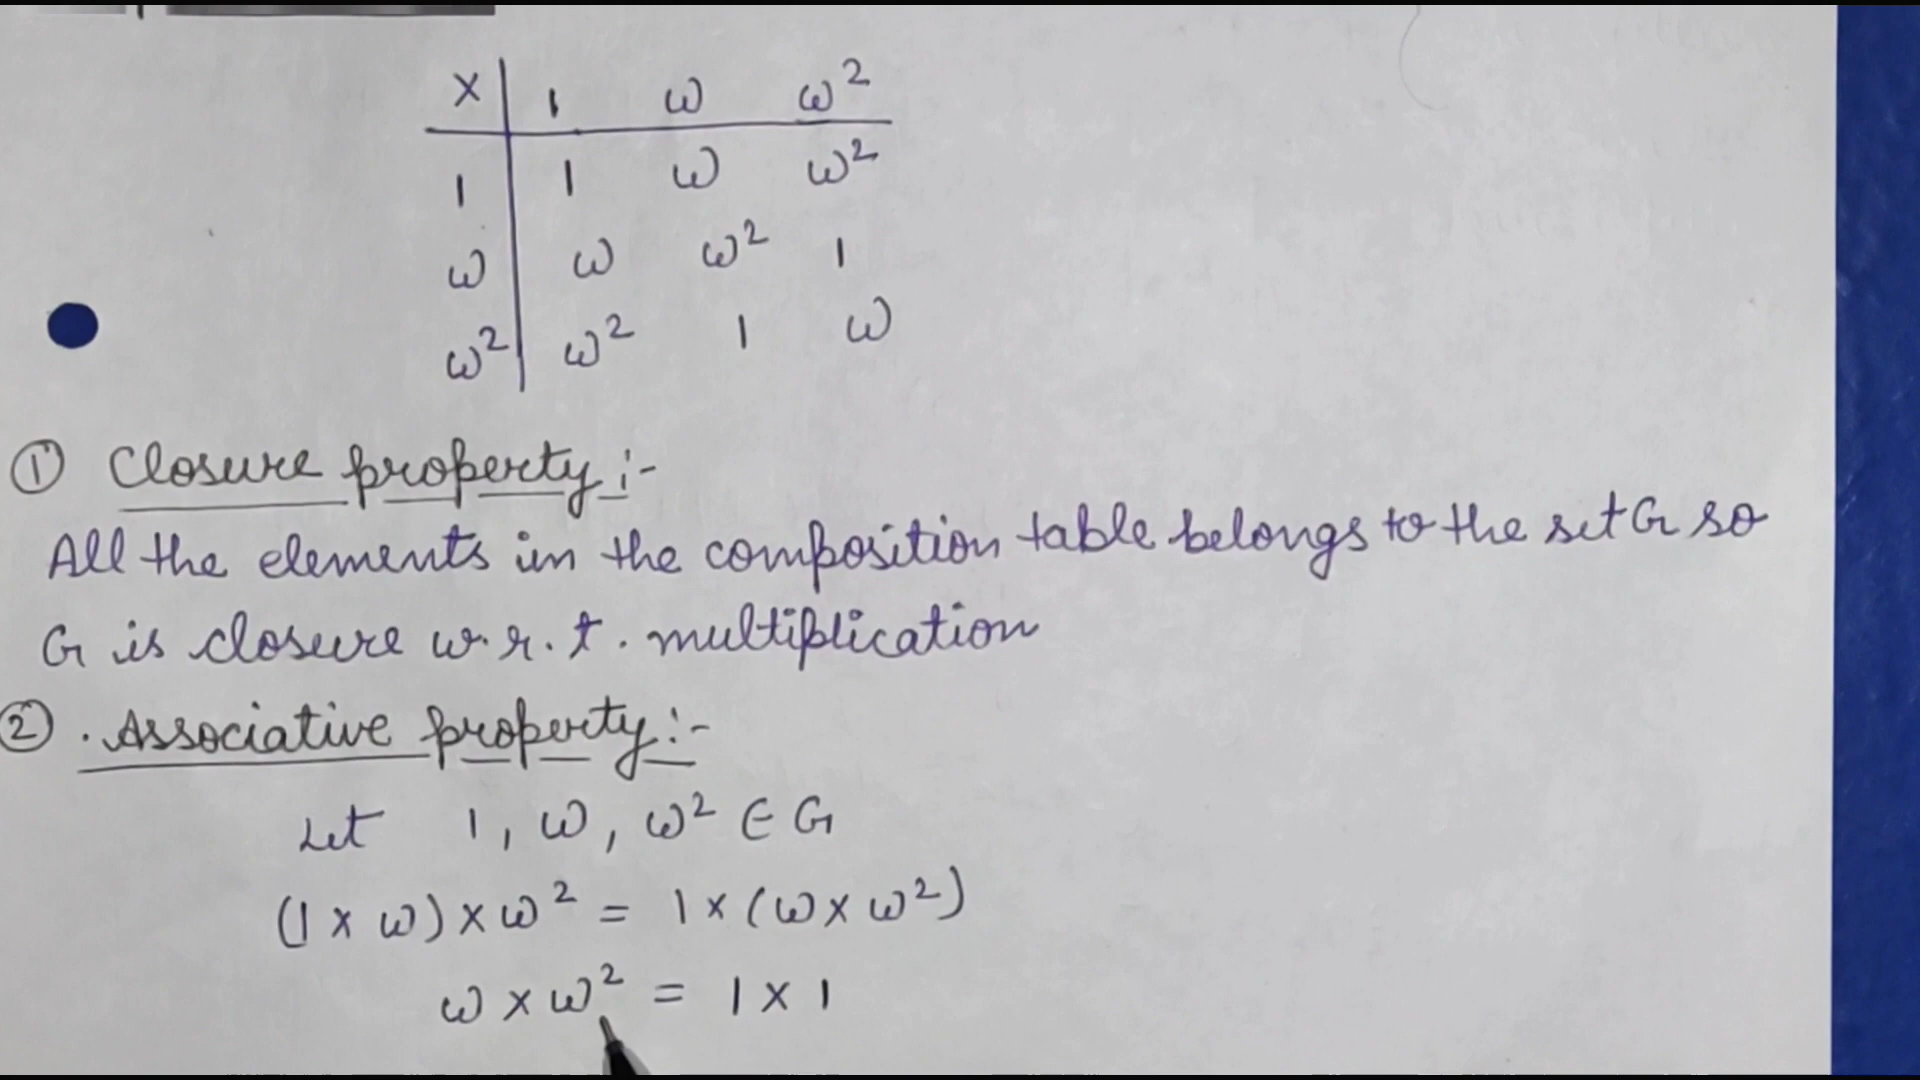 × | 1 ω ω²
1 | 1 ω ω²
ω | ω ω² 1
ω² | ω² 1 ω
① Closure property :-
All the elements in the composition table belongs to the set G so
G is closure w.r.t. multiplication
② . Associative property :-
Let 1, ω, ω² ∈ G
(1 × ω) × ω² = 1 × (ω × ω²)
ω × ω² = 1 × 1